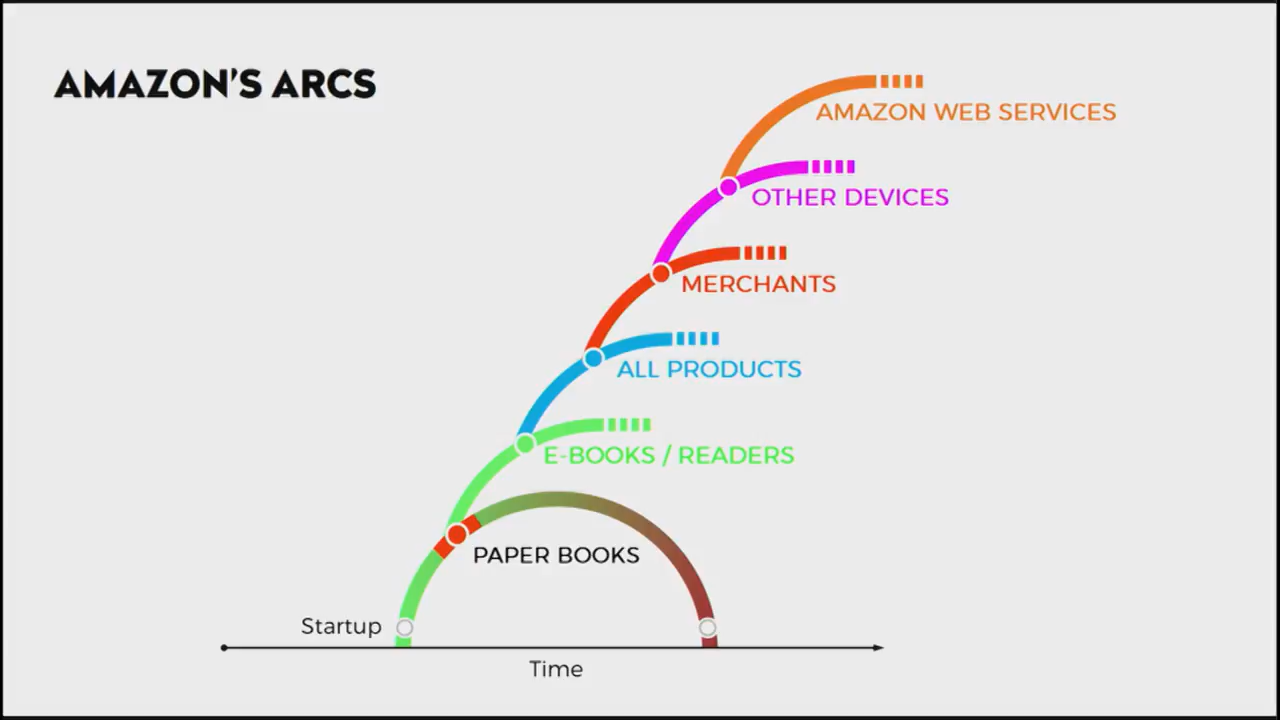 AMAZON'S ARCS
AMAZON WEB SERVICES
OTHER DEVICES
MERCHANTS
ALL PRODUCTS
E-BOOKS / READERS
PAPER BOOKS
Startup
Time